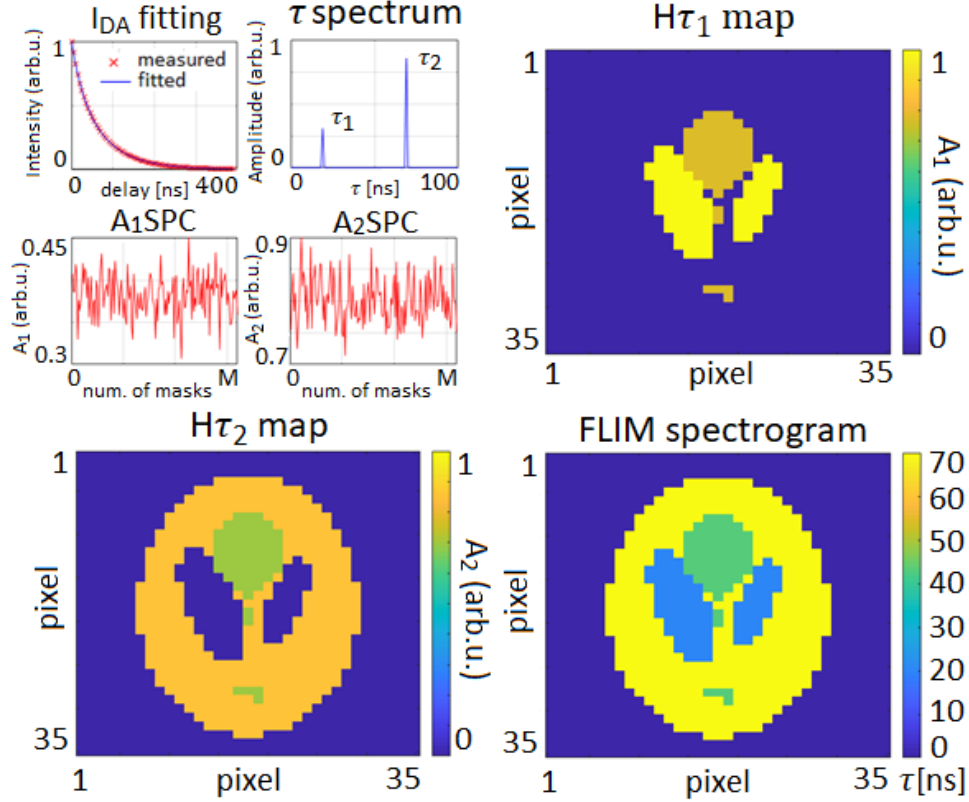 I_DA fitting
Intensity (arb.u.)
1
0
× measured
fitted
0
400
delay [ns]
τ spectrum
Amplitude (arb.u.)
1
0
τ₁
τ₂
0
100
τ [ns]
Hτ₁ map
1
35
pixel
1
35
pixel
1
0
A₁ (arb.u.)
A₁SPC
0.45
0.3
A₁ (arb.u.)
0
M
num. of masks
A₂SPC
0.9
0.7
A₂ (arb.u.)
0
M
num. of masks
Hτ₂ map
1
35
pixel
1
35
pixel
1
0
A₂ (arb.u.)
FLIM spectrogram
1
35
pixel
1
35
pixel
70
60
50
40
30
20
10
0
τ[ns]